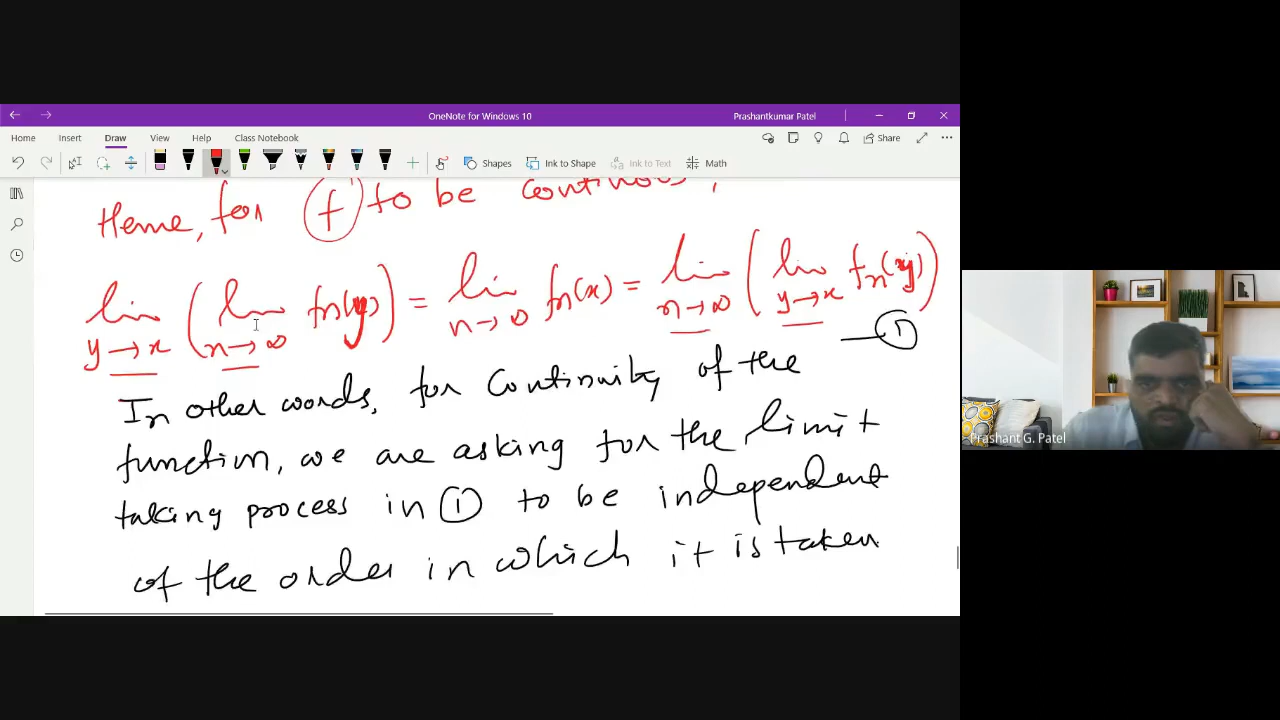 OneNote for Windows 10
Prashantkumar Patel
Home Insert Draw View Help Class Notebook
Share
Shapes Ink to Shape Ink to Text Math
Hence, for f to be continous,
lim y→x ( lim n→∞ fn(y) ) = lim n→∞ fn(x) = lim n→∞ ( lim y→x fn(y) )
— ①
In other words, for continuity of the
function, we are asking for the limit
taking process in ① to be independent
of the order in which it is taken
Prashant G. Patel